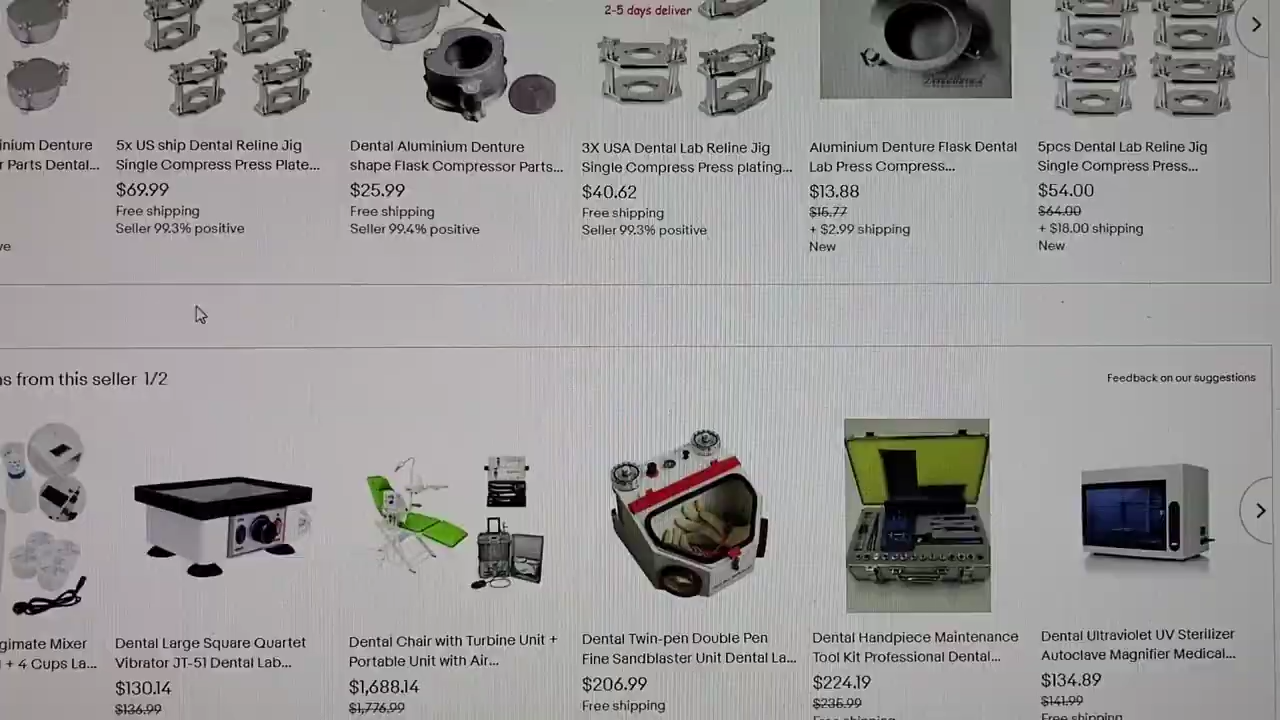 2-5 days deliver
inium Denture
r Parts Dental...
ve
5x US ship Dental Reline Jig
Single Compress Press Plate...
$69.99
Free shipping
Seller 99.3% positive
Dental Aluminium Denture
shape Flask Compressor Parts...
$25.99
Free shipping
Seller 99.4% positive
3X USA Dental Lab Reline Jig
Single Compress Press plating...
$40.62
Free shipping
Seller 99.3% positive
Aluminium Denture Flask Dental
Lab Press Compress...
$13.88
$15.77
+ $2.99 shipping
New
5pcs Dental Lab Reline Jig
Single Compress Press...
$54.00
$64.00
+ $18.00 shipping
New
s from this seller 1/2
Feedback on our suggestions
gimate Mixer
+ 4 Cups La...
Dental Large Square Quartet
Vibrator JT-51 Dental Lab...
$130.14
$136.99
Dental Chair with Turbine Unit +
Portable Unit with Air...
$1,688.14
$1,776.99
Dental Twin-pen Double Pen
Fine Sandblaster Unit Dental La...
$206.99
Free shipping
Dental Handpiece Maintenance
Tool Kit Professional Dental...
$224.19
$235.99
Free shipping
Dental Ultraviolet UV Sterilizer
Autoclave Magnifier Medical...
$134.89
$141.99
Free shipping